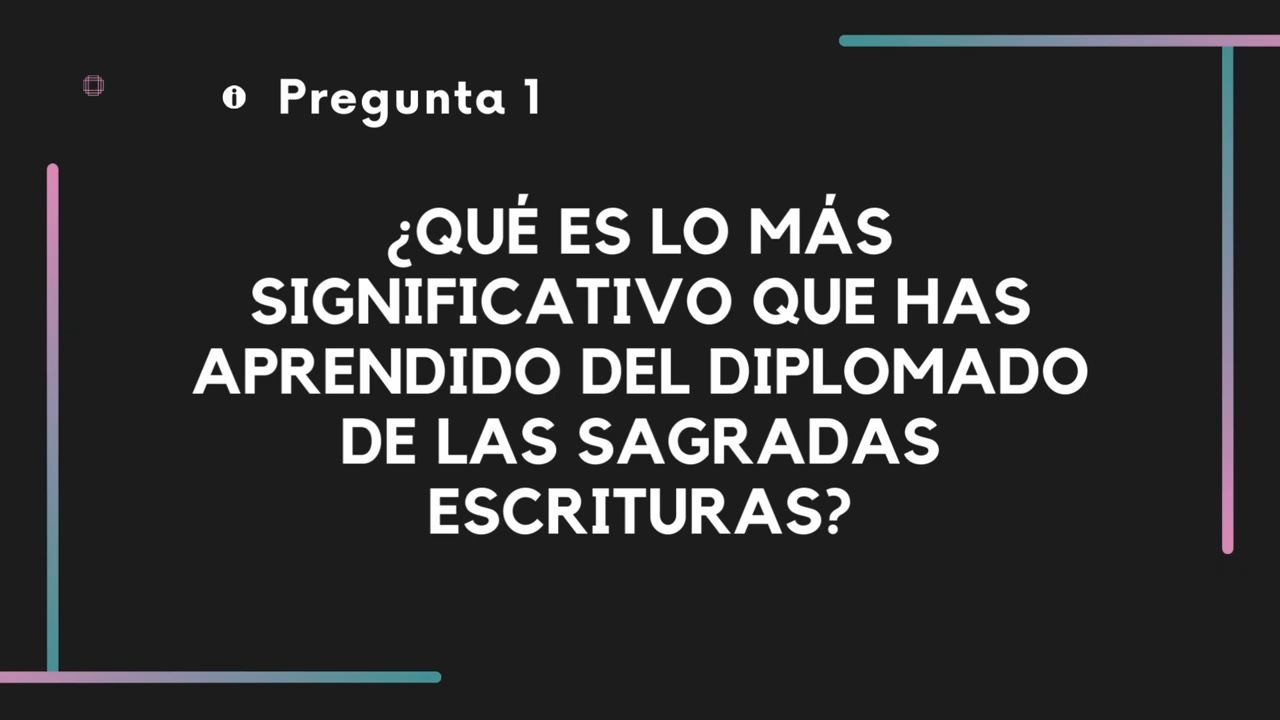 Pregunta 1
¿QUÉ ES LO MÁS
SIGNIFICATIVO QUE HAS
APRENDIDO DEL DIPLOMADO
DE LAS SAGRADAS
ESCRITURAS?